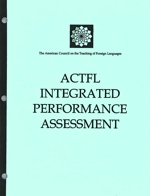 The American Council on the Teaching of Foreign Languages
ACTFL
INTEGRATED
PERFORMANCE
ASSESSMENT